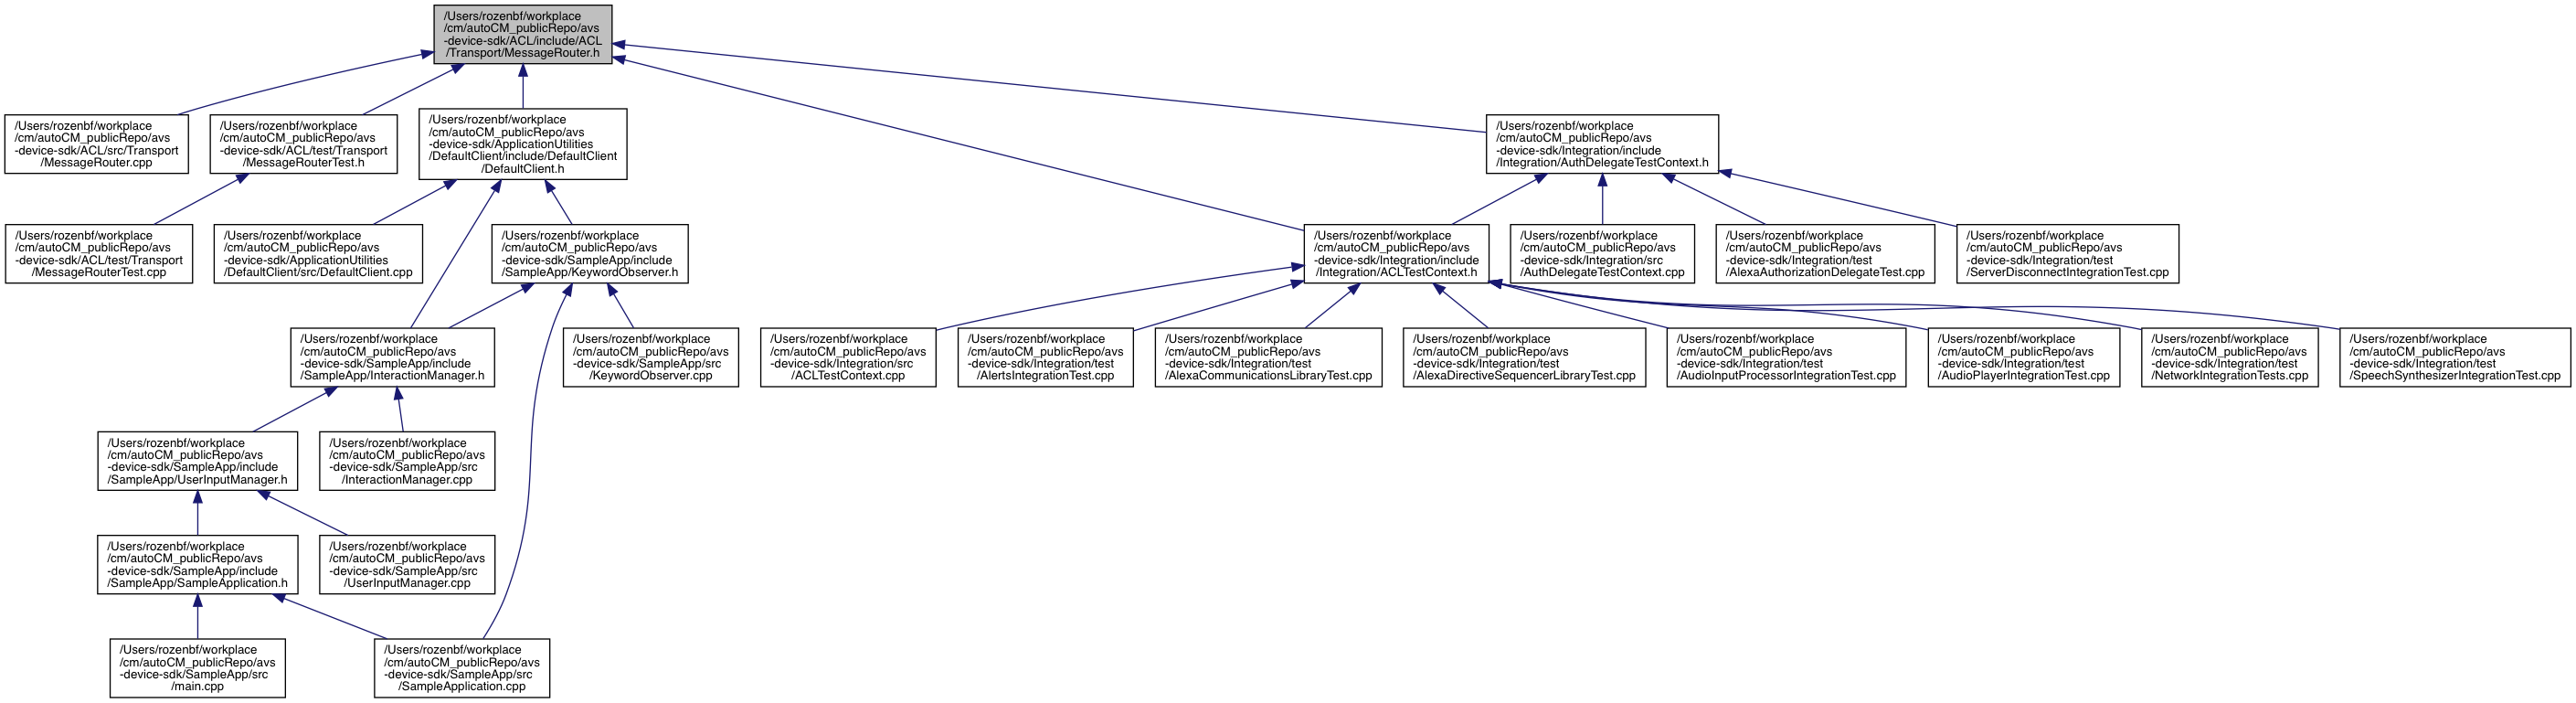 /Users/rozenbf/workplace
/cm/autoCM_publicRepo/avs
-device-sdk/ACL/include/ACL
/Transport/MessageRouter.h
/Users/rozenbf/workplace
/cm/autoCM_publicRepo/avs
-device-sdk/ACL/src/Transport
/MessageRouter.cpp
/Users/rozenbf/workplace
/cm/autoCM_publicRepo/avs
-device-sdk/ACL/test/Transport
/MessageRouterTest.h
/Users/rozenbf/workplace
/cm/autoCM_publicRepo/avs
-device-sdk/ApplicationUtilities
/DefaultClient/include/DefaultClient
/DefaultClient.h
/Users/rozenbf/workplace
/cm/autoCM_publicRepo/avs
-device-sdk/Integration/include
/Integration/AuthDelegateTestContext.h
/Users/rozenbf/workplace
/cm/autoCM_publicRepo/avs
-device-sdk/ACL/test/Transport
/MessageRouterTest.cpp
/Users/rozenbf/workplace
/cm/autoCM_publicRepo/avs
-device-sdk/ApplicationUtilities
/DefaultClient/src/DefaultClient.cpp
/Users/rozenbf/workplace
/cm/autoCM_publicRepo/avs
-device-sdk/SampleApp/include
/SampleApp/KeywordObserver.h
/Users/rozenbf/workplace
/cm/autoCM_publicRepo/avs
-device-sdk/Integration/include
/Integration/ACLTestContext.h
/Users/rozenbf/workplace
/cm/autoCM_publicRepo/avs
-device-sdk/Integration/src
/AuthDelegateTestContext.cpp
/Users/rozenbf/workplace
/cm/autoCM_publicRepo/avs
-device-sdk/Integration/test
/AlexaAuthorizationDelegateTest.cpp
/Users/rozenbf/workplace
/cm/autoCM_publicRepo/avs
-device-sdk/Integration/test
/ServerDisconnectIntegrationTest.cpp
/Users/rozenbf/workplace
/cm/autoCM_publicRepo/avs
-device-sdk/SampleApp/include
/SampleApp/InteractionManager.h
/Users/rozenbf/workplace
/cm/autoCM_publicRepo/avs
-device-sdk/SampleApp/src
/KeywordObserver.cpp
/Users/rozenbf/workplace
/cm/autoCM_publicRepo/avs
-device-sdk/Integration/src
/ACLTestContext.cpp
/Users/rozenbf/workplace
/cm/autoCM_publicRepo/avs
-device-sdk/Integration/test
/AlertsIntegrationTest.cpp
/Users/rozenbf/workplace
/cm/autoCM_publicRepo/avs
-device-sdk/Integration/test
/AlexaCommunicationsLibraryTest.cpp
/Users/rozenbf/workplace
/cm/autoCM_publicRepo/avs
-device-sdk/Integration/test
/AlexaDirectiveSequencerLibraryTest.cpp
/Users/rozenbf/workplace
/cm/autoCM_publicRepo/avs
-device-sdk/Integration/test
/AudioInputProcessorIntegrationTest.cpp
/Users/rozenbf/workplace
/cm/autoCM_publicRepo/avs
-device-sdk/Integration/test
/AudioPlayerIntegrationTest.cpp
/Users/rozenbf/workplace
/cm/autoCM_publicRepo/avs
-device-sdk/Integration/test
/NetworkIntegrationTests.cpp
/Users/rozenbf/workplace
/cm/autoCM_publicRepo/avs
-device-sdk/Integration/test
/SpeechSynthesizerIntegrationTest.cpp
/Users/rozenbf/workplace
/cm/autoCM_publicRepo/avs
-device-sdk/SampleApp/include
/SampleApp/UserInputManager.h
/Users/rozenbf/workplace
/cm/autoCM_publicRepo/avs
-device-sdk/SampleApp/src
/InteractionManager.cpp
/Users/rozenbf/workplace
/cm/autoCM_publicRepo/avs
-device-sdk/SampleApp/include
/SampleApp/SampleApplication.h
/Users/rozenbf/workplace
/cm/autoCM_publicRepo/avs
-device-sdk/SampleApp/src
/UserInputManager.cpp
/Users/rozenbf/workplace
/cm/autoCM_publicRepo/avs
-device-sdk/SampleApp/src
/main.cpp
/Users/rozenbf/workplace
/cm/autoCM_publicRepo/avs
-device-sdk/SampleApp/src
/SampleApplication.cpp